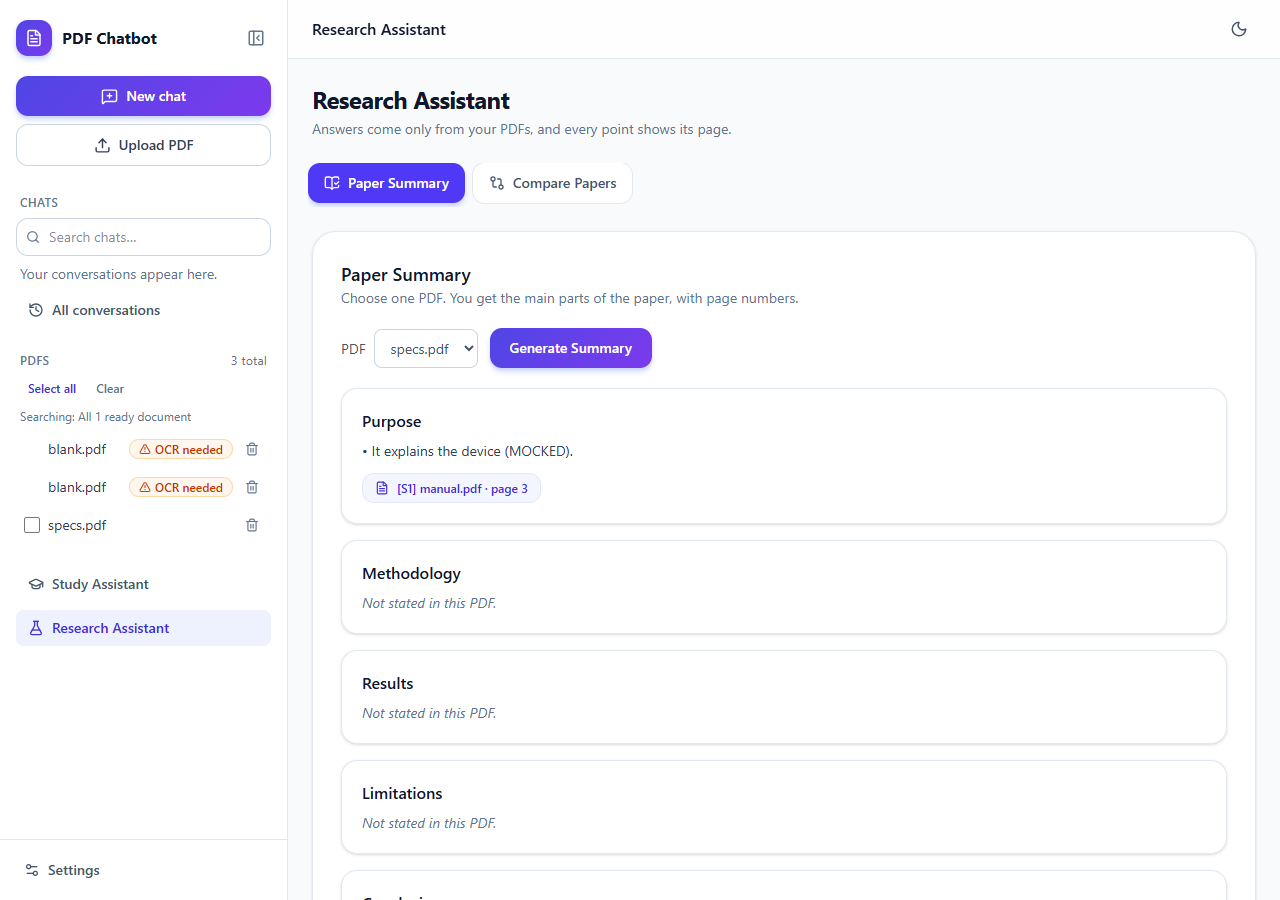 PDF Chatbot
New chat
Upload PDF
CHATS
Search chats...
Your conversations appear here.
All conversations
PDFS 3 total
Select all Clear
Searching: All 1 ready document
blank.pdf OCR needed
blank.pdf OCR needed
specs.pdf
Study Assistant
Research Assistant
Settings
Research Assistant
Research Assistant
Answers come only from your PDFs, and every point shows its page.
Paper Summary Compare Papers
Paper Summary
Choose one PDF. You get the main parts of the paper, with page numbers.
PDF specs.pdf Generate Summary
Purpose
• It explains the device (MOCKED).
[S1] manual.pdf · page 3
Methodology
Not stated in this PDF.
Results
Not stated in this PDF.
Limitations
Not stated in this PDF.